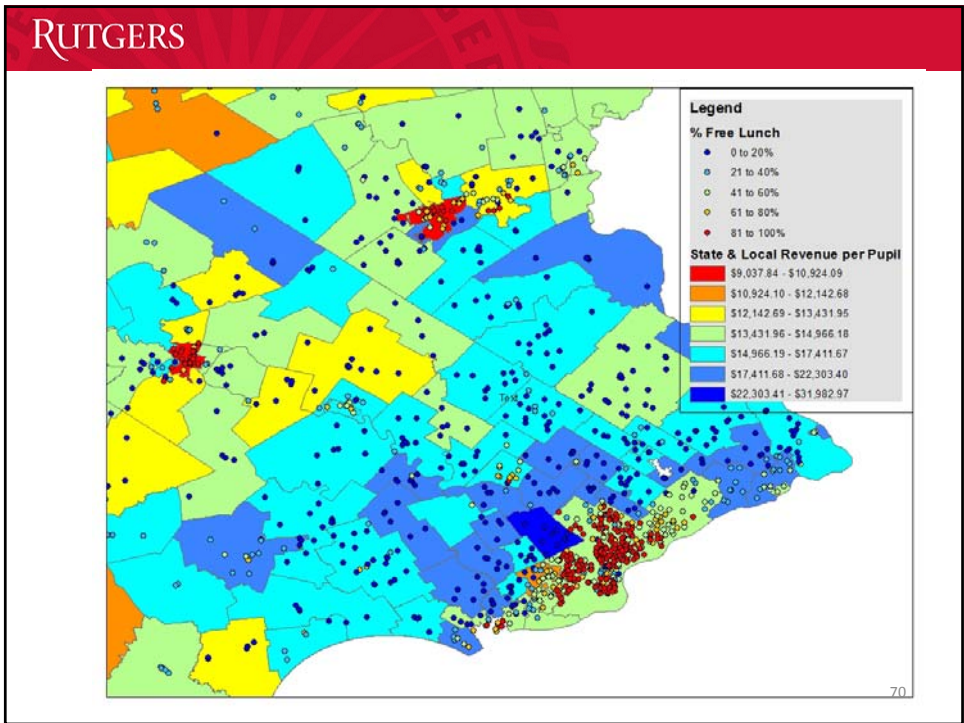 RUTGERS
Legend
% Free Lunch
0 to 20%
21 to 40%
41 to 60%
61 to 80%
81 to 100%
State & Local Revenue per Pupil
$9,037.84 - $10,924.09
$10,924.10 - $12,142.68
$12,142.69 - $13,431.95
$13,431.96 - $14,966.18
$14,966.19 - $17,411.67
$17,411.68 - $22,303.40
$22,303.41 - $31,982.97
Text
70